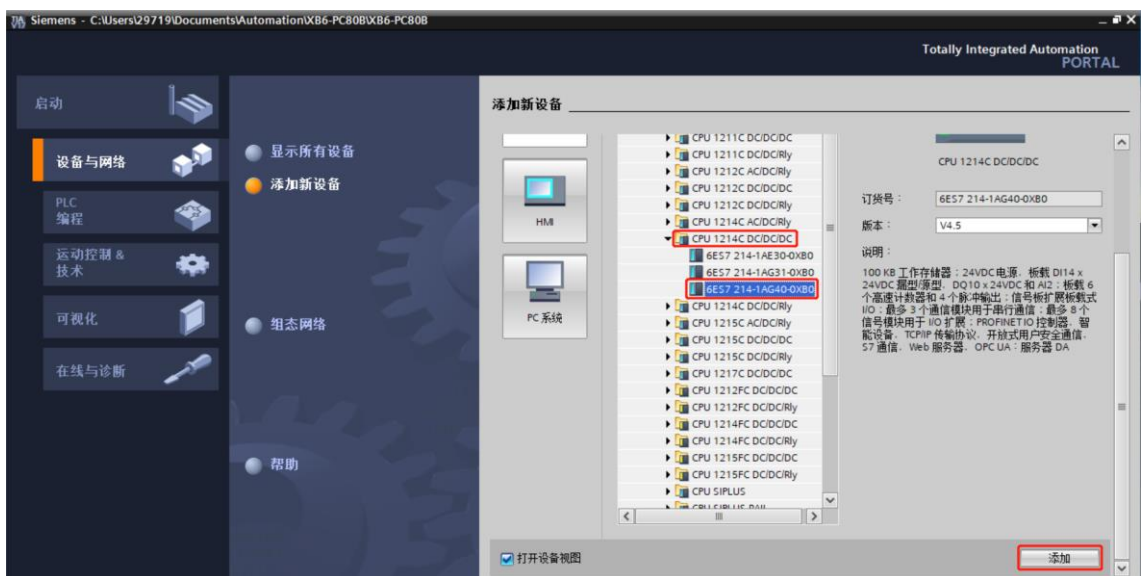 Siemens - C:\Users\29719\Documents\Automation\XB6-PC80B\XB6-PC80B
Totally Integrated Automation
PORTAL
启动
设备与网络
PLC
编程
运动控制 &
技术
可视化
在线与诊断
显示所有设备
添加新设备
组态网络
帮助
添加新设备
HMI
PC 系统
CPU 1211C DC/DC/DC
CPU 1211C DC/DC/Rly
CPU 1212C AC/DC/Rly
CPU 1212C DC/DC/DC
CPU 1212C DC/DC/Rly
CPU 1214C AC/DC/Rly
CPU 1214C DC/DC/DC
6ES7 214-1AE30-0XB0
6ES7 214-1AG31-0XB0
6ES7 214-1AG40-0XB0
CPU 1214C DC/DC/Rly
CPU 1215C AC/DC/Rly
CPU 1215C DC/DC/DC
CPU 1215C DC/DC/Rly
CPU 1217C DC/DC/DC
CPU 1212FC DC/DC/DC
CPU 1212FC DC/DC/Rly
CPU 1214FC DC/DC/DC
CPU 1214FC DC/DC/Rly
CPU 1215FC DC/DC/DC
CPU 1215FC DC/DC/Rly
CPU SIPLUS
CPU 1214C DC/DC/DC
订货号：
6ES7 214-1AG40-0XB0
版本：
V4.5
说明：
100 KB 工作存储器；24VDC 电源，板载 DI14 x
24VDC 漏型/源型，DQ10 x 24VDC 和 AI2；板载 6
个高速计数器和 4 个脉冲输出；信号板扩展板载式
I/O；最多 3 个通信模块用于串行通信；最多 8 个
信号模块用于 I/O 扩展；PROFINET IO 控制器、智
能设备、TCP/IP 传输协议、开放式用户安全通信、
S7 通信、Web 服务器、OPC UA：服务器 DA
打开设备视图
添加